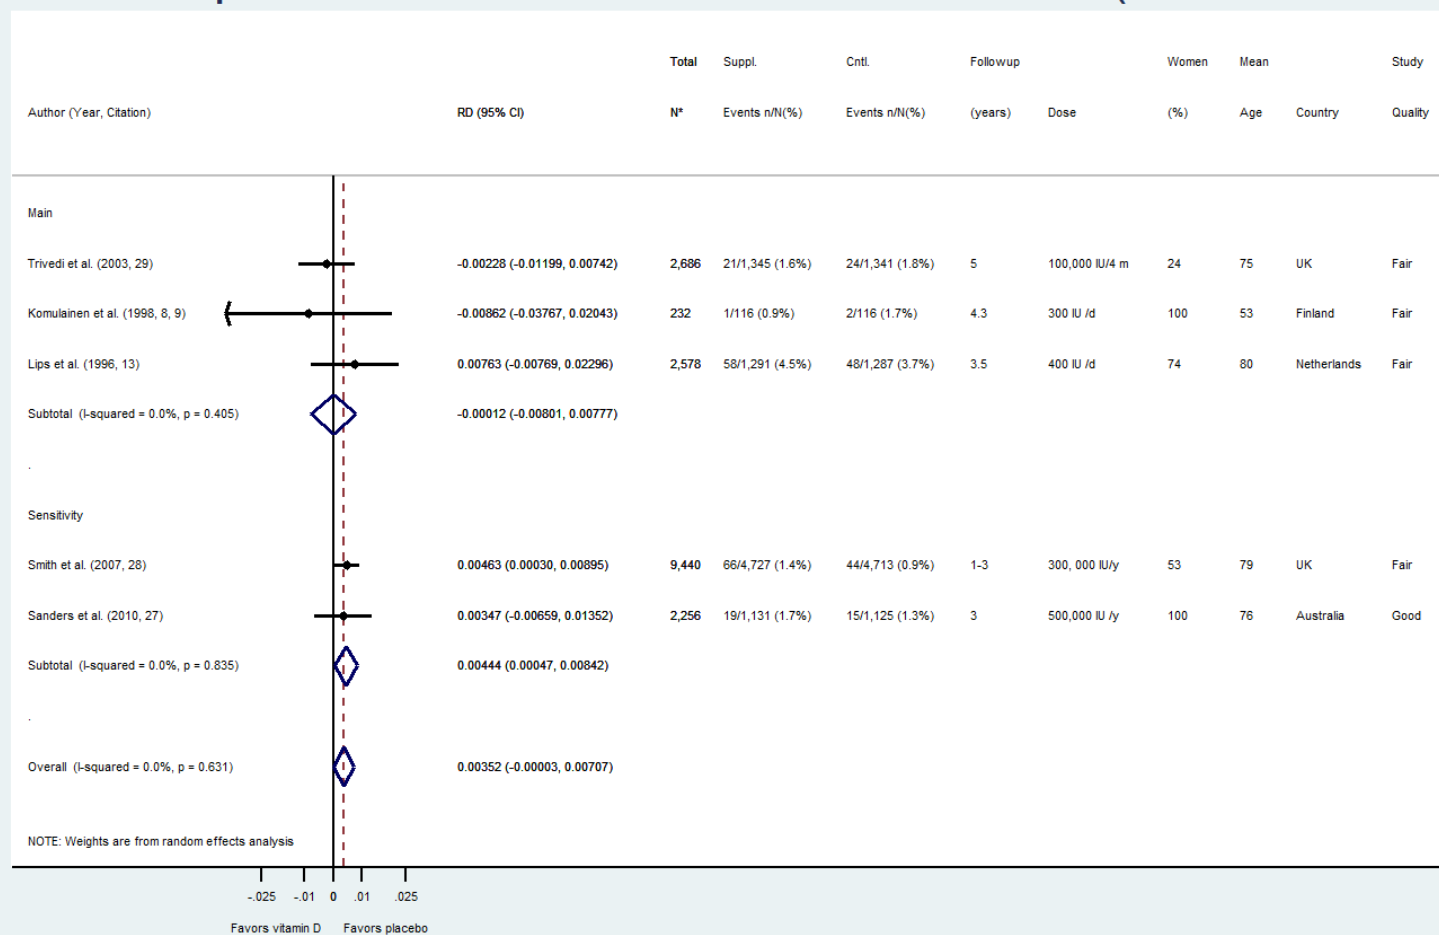 Total Suppl. Cntl. Followup Women Mean Study
Author (Year, Citation) RD (95% CI) N* Events n/N(%) Events n/N(%) (years) Dose (%) Age Country Quality
Main
Trivedi et al. (2003, 29) -0.00228 (-0.01199, 0.00742) 2,686 21/1,345 (1.6%) 24/1,341 (1.8%) 5 100,000 IU/4 m 24 75 UK Fair
Komulainen et al. (1998, 8, 9) -0.00862 (-0.03767, 0.02043) 232 1/116 (0.9%) 2/116 (1.7%) 4.3 300 IU /d 100 53 Finland Fair
Lips et al. (1996, 13) 0.00763 (-0.00769, 0.02296) 2,578 58/1,291 (4.5%) 48/1,287 (3.7%) 3.5 400 IU /d 74 80 Netherlands Fair
Subtotal (I-squared = 0.0%, p = 0.405) -0.00012 (-0.00801, 0.00777)
.
Sensitivity
Smith et al. (2007, 28) 0.00463 (0.00030, 0.00895) 9,440 66/4,727 (1.4%) 44/4,713 (0.9%) 1-3 300, 000 IU/y 53 79 UK Fair
Sanders et al. (2010, 27) 0.00347 (-0.00659, 0.01352) 2,256 19/1,131 (1.7%) 15/1,125 (1.3%) 3 500,000 IU /y 100 76 Australia Good
Subtotal (I-squared = 0.0%, p = 0.835) 0.00444 (0.00047, 0.00842)
.
Overall (I-squared = 0.0%, p = 0.631) 0.00352 (-0.00003, 0.00707)
NOTE: Weights are from random effects analysis
-.025 -.01 0 .01 .025
Favors vitamin D Favors placebo